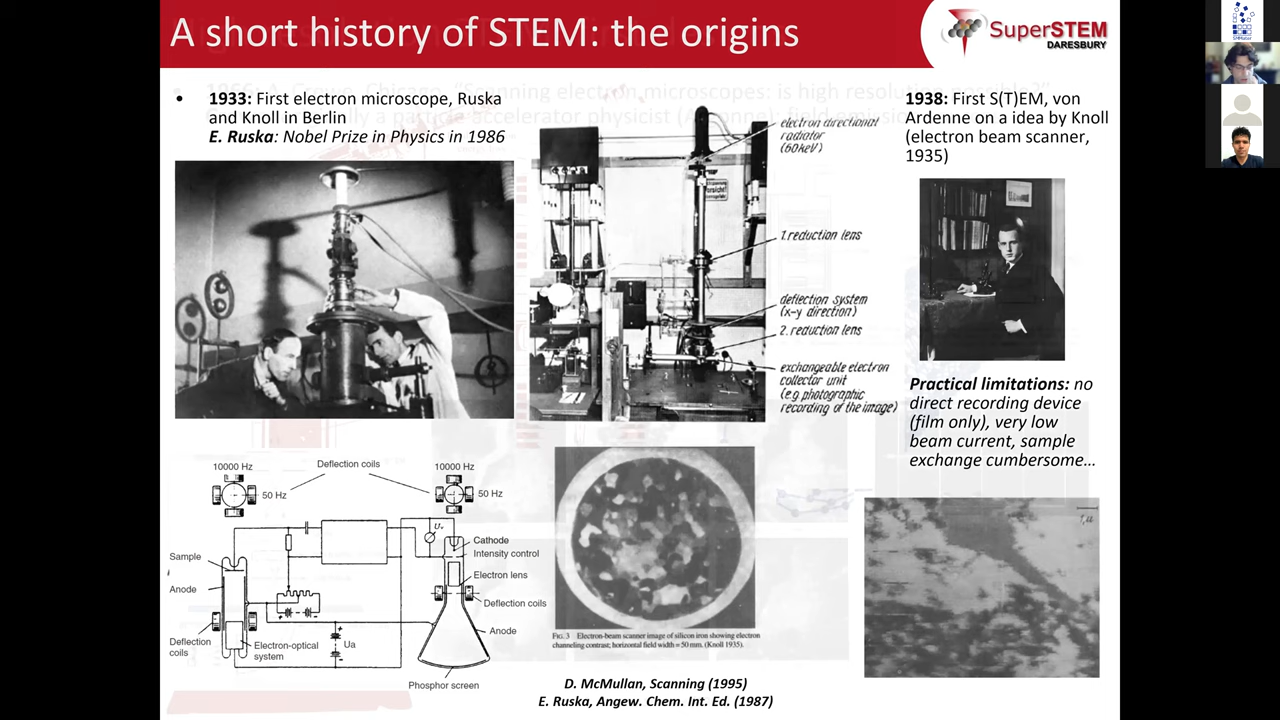 A short history of STEM: the origins
SuperSTEM
DARESBURY
• 1933: First electron microscope, Ruska
and Knoll in Berlin
E. Ruska: Nobel Prize in Physics in 1986
electron directional
radiator
(60keV)
1. reduction lens
deflection system
(x-y direction)
2. reduction lens
exchangeable electron
collector unit
(e.g photographic
recording of the image)
1938: First S(T)EM, von
Ardenne on a idea by Knoll
(electron beam scanner,
1935)
Practical limitations: no
direct recording device
(film only), very low
beam current, sample
exchange cumbersome…
10000 Hz
Deflection coils
10000 Hz
50 Hz
50 Hz
Sample
Anode
Deflection
coils
Electron-optical
system
Ua
Cathode
Intensity control
Electron lens
Deflection coils
Anode
Phosphor screen
FIG. 3 Electron-beam scanner image of silicon iron showing electron
channeling contrast; horizontal field width = 50 mm. (Knoll 1935).
D. McMullan, Scanning (1995)
E. Ruska, Angew. Chem. Int. Ed. (1987)